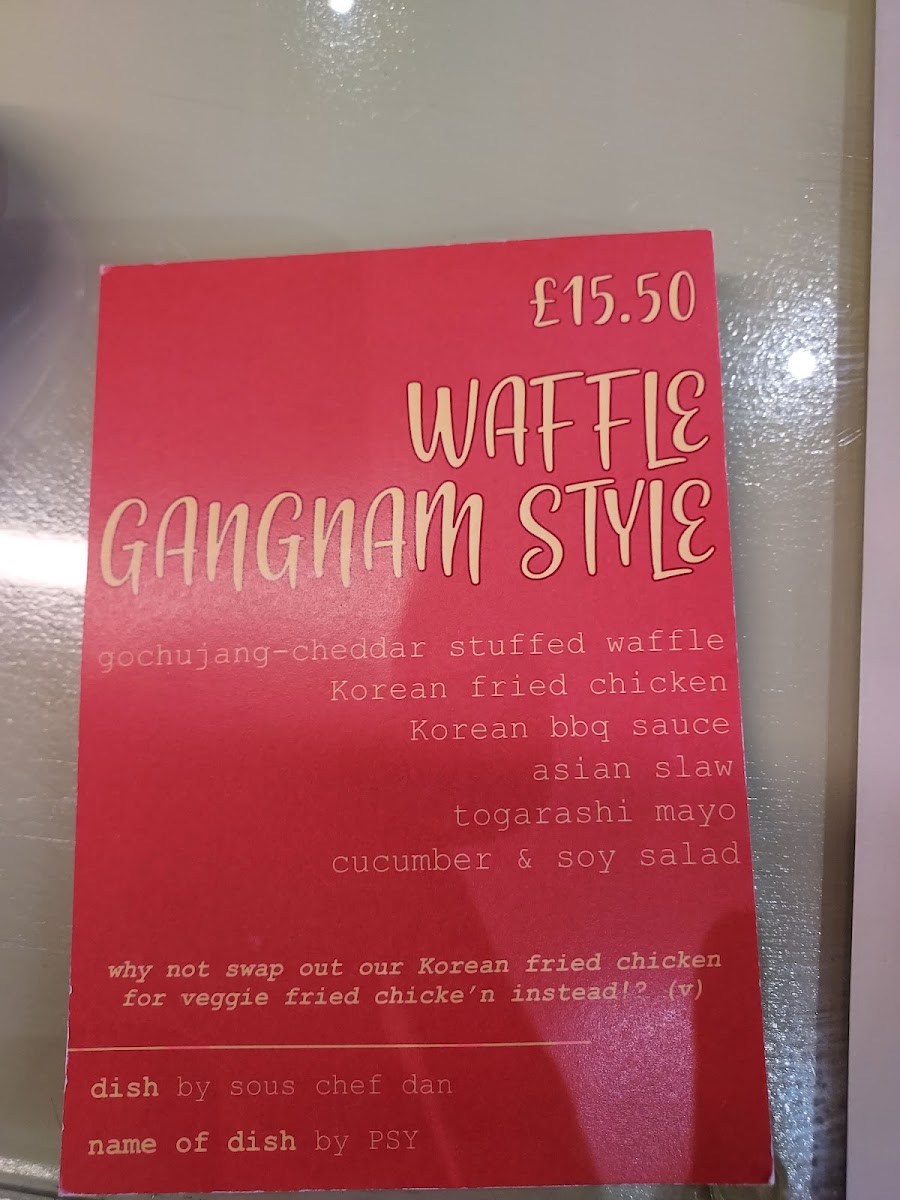 £15.50
WAFFLE
GANGNAM STYLE
gochujang-cheddar stuffed waffle
Korean fried chicken
Korean bbq sauce
asian slaw
togarashi mayo
cucumber & soy salad
why not swap out our Korean fried chicken
for veggie fried chicke'n instead!? (v)
dish by sous chef dan
name of dish by PSY